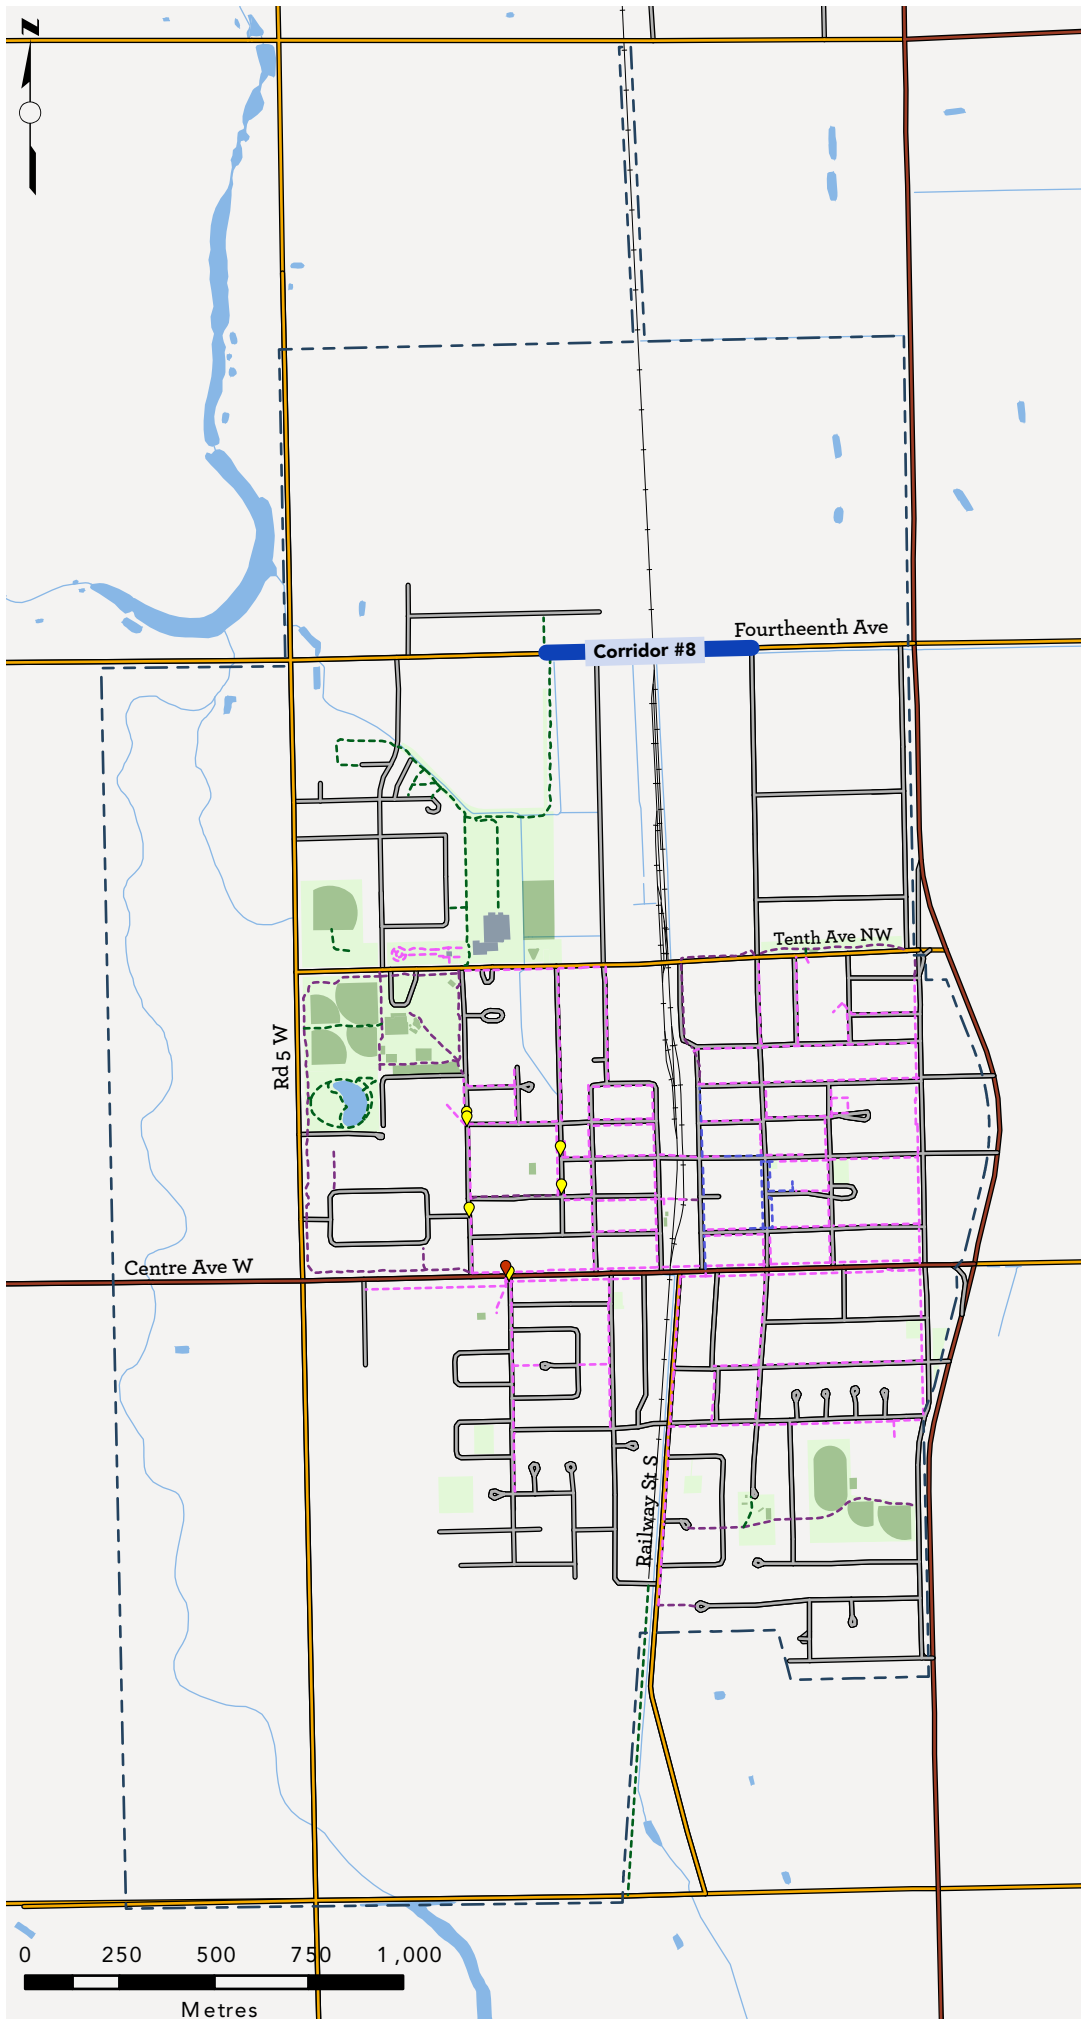 N
Fourtheenth Ave
Corridor #8
Tenth Ave NW
Rd 5 W
Centre Ave W
Railway St S
0 250 500 750 1,000
Metres